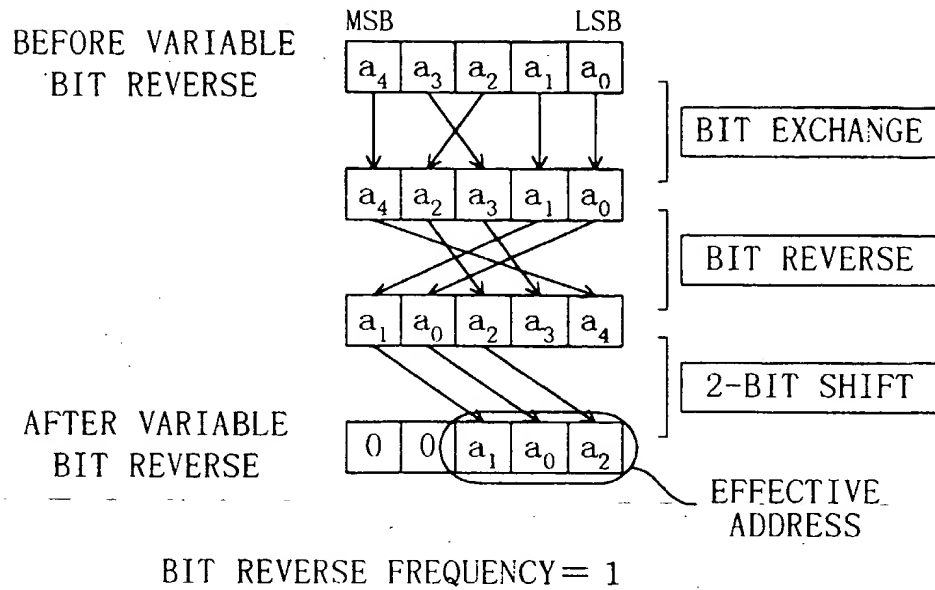 MSB LSB
BEFORE VARIABLE
BIT REVERSE
a4 a3 a2 a1 a0
BIT EXCHANGE
a4 a2 a3 a1 a0
BIT REVERSE
a1 a0 a2 a3 a4
2-BIT SHIFT
AFTER VARIABLE
BIT REVERSE
0 0 a1 a0 a2
EFFECTIVE
ADDRESS
BIT REVERSE FREQUENCY= 1